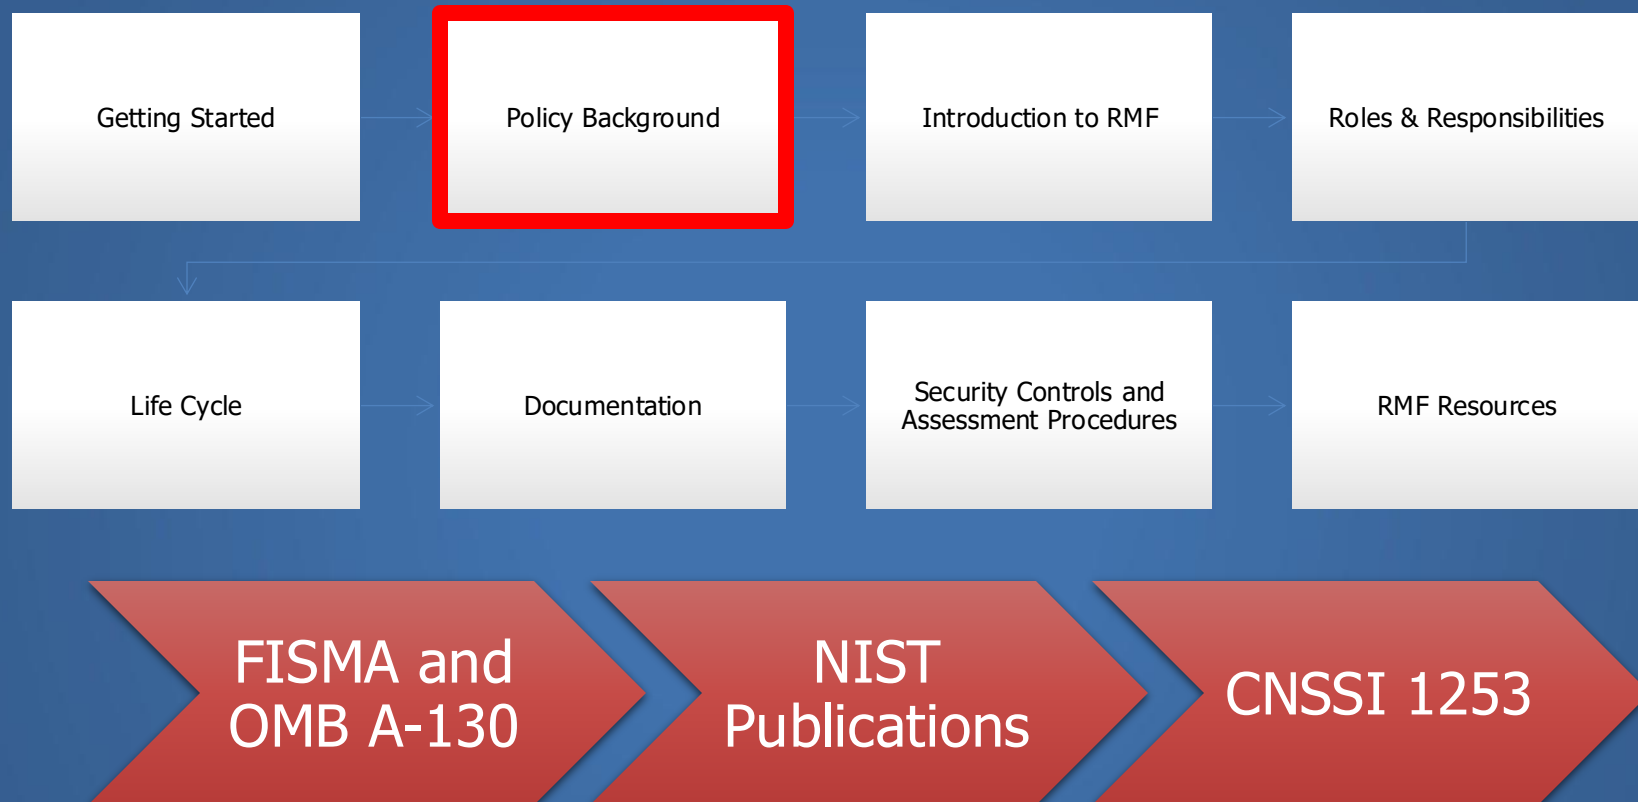 Getting Started
Policy Background
Introduction to RMF
Roles & Responsibilities
Life Cycle
Documentation
Security Controls and
Assessment Procedures
RMF Resources
FISMA and
OMB A-130
NIST
Publications
CNSSI 1253